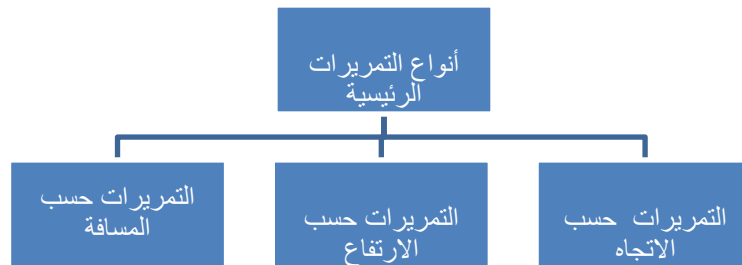 أنواع التمريرات
الرئيسية
التمريرات حسب
الاتجاه
التمريرات حسب
الارتفاع
التمريرات حسب
المسافة